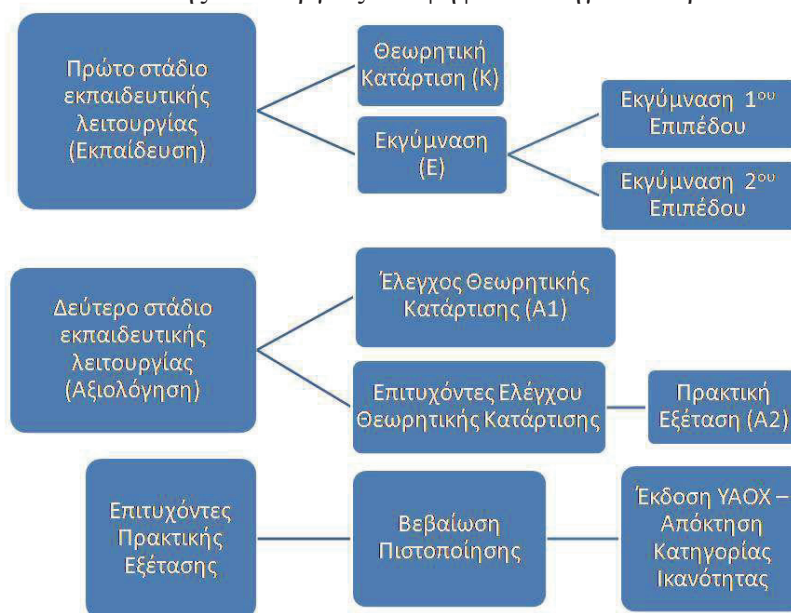 Πρώτο στάδιο
εκπαιδευτικής
λειτουργίας
(Εκπαίδευση)
Θεωρητική
Κατάρτιση (Κ)
Εκγύμναση
(Ε)
Εκγύμναση 1ου
Επιπέδου
Εκγύμναση 2ου
Επιπέδου
Δεύτερο στάδιο
εκπαιδευτικής
λειτουργίας
(Αξιολόγηση)
Έλεγχος Θεωρητικής
Κατάρτισης (Α1)
Επιτυχόντες Ελέγχου
Θεωρητικής Κατάρτισης
Πρακτική
Εξέταση (Α2)
Επιτυχόντες
Πρακτικής
Εξέτασης
Βεβαίωση
Πιστοποίησης
Έκδοση ΥΑΟΧ –
Απόκτηση
Κατηγορίας
Ικανότητας